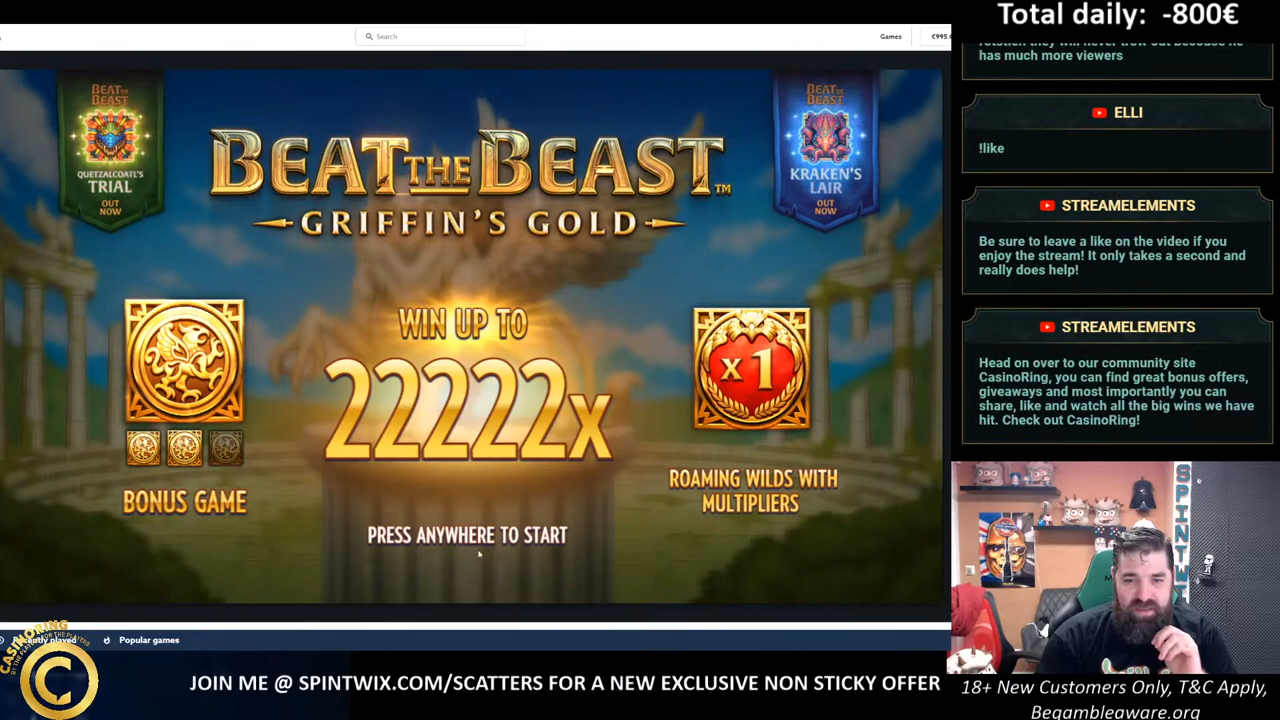 Total daily: -800€
Search
Games
€995.0
has much more viewers
ELLI
!like
STREAMELEMENTS
Be sure to leave a like on the video if you
enjoy the stream! It only takes a second and
really does help!
STREAMELEMENTS
Head on over to our community site
CasinoRing, you can find great bonus offers,
giveaways and most importantly you can
share, like and watch all the big wins we have
hit. Check out CasinoRing!
BEAT THE BEAST
QUETZALCOATL'S
TRIAL
OUT
NOW
BEAT THE BEAST™
GRIFFIN'S GOLD
BEAT THE BEAST
KRAKEN'S
LAIR
OUT
NOW
WIN UP TO
22222x
x1
BONUS GAME
ROAMING WILDS WITH
MULTIPLIERS
PRESS ANYWHERE TO START
played
Popular games
CASINORING
C
JOIN ME @ SPINTWIX.COM/SCATTERS FOR A NEW EXCLUSIVE NON STICKY OFFER
SPINTW
18+ New Customers Only, T&C Apply,
Begambleaware.org